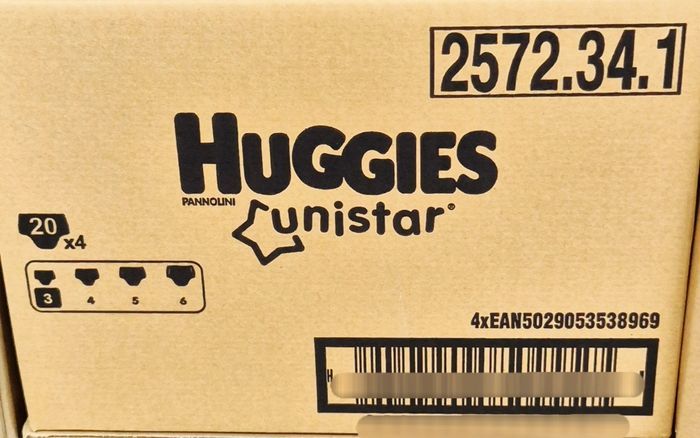 2572.34.1
HUGGIES
PANNOLINI
unistar®
20
x4
3 4 5 6
4xEAN5029053538969